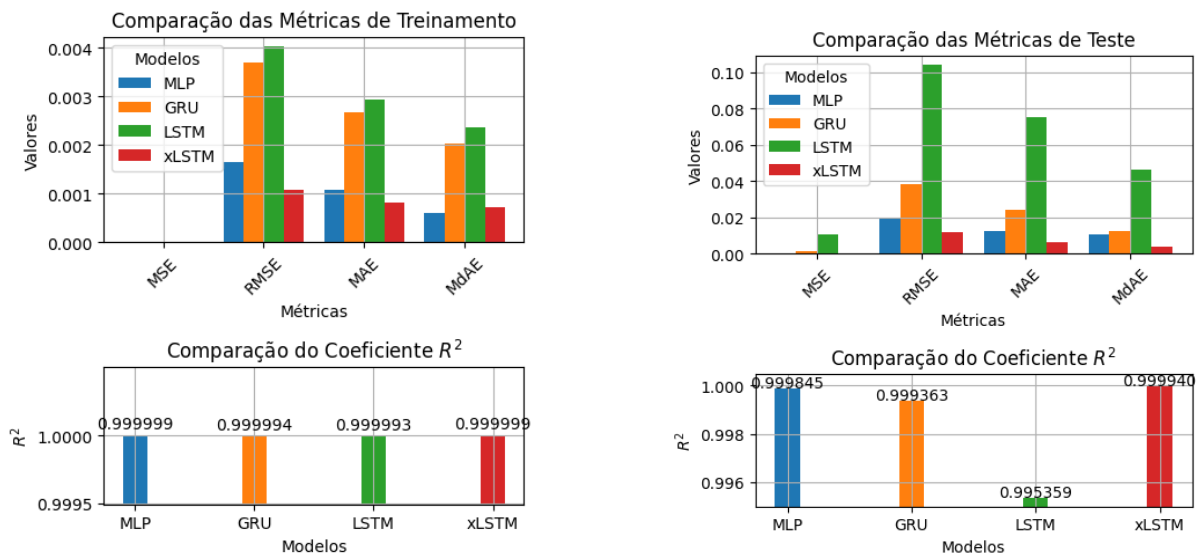 Comparação das Métricas de Treinamento
Valores
0.004
0.003
0.002
0.001
0.000
Modelos
MLP
GRU
LSTM
xLSTM
MSE
RMSE
MAE
MdAE
Métricas
Comparação das Métricas de Teste
Valores
0.10
0.08
0.06
0.04
0.02
0.00
Modelos
MLP
GRU
LSTM
xLSTM
MSE
RMSE
MAE
MdAE
Métricas
Comparação do Coeficiente R²
R²
1.0000
0.9995
0.999999
0.999994
0.999993
0.999999
MLP
GRU
LSTM
xLSTM
Modelos
Comparação do Coeficiente R²
R²
1.000
0.998
0.996
0.999845
0.999363
0.995359
0.999940
MLP
GRU
LSTM
xLSTM
Modelos